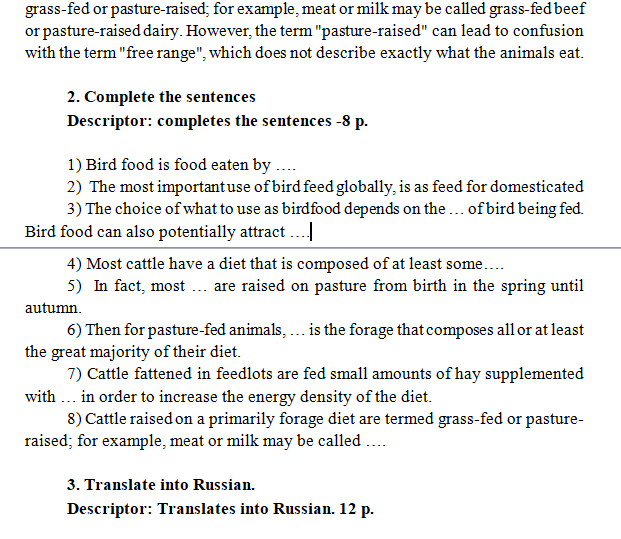 grass-fed or pasture-raised; for example, meat or milk may be called grass-fed beef
or pasture-raised dairy. However, the term "pasture-raised" can lead to confusion
with the term "free range", which does not describe exactly what the animals eat.
2. Complete the sentences
Descriptor: completes the sentences -8 p.
1) Bird food is food eaten by ….
2) The most important use of bird feed globally, is as feed for domesticated
3) The choice of what to use as birdfood depends on the … of bird being fed.
Bird food can also potentially attract ….
4) Most cattle have a diet that is composed of at least some….
5) In fact, most … are raised on pasture from birth in the spring until
autumn.
6) Then for pasture-fed animals, … is the forage that composes all or at least
the great majority of their diet.
7) Cattle fattened in feedlots are fed small amounts of hay supplemented
with … in order to increase the energy density of the diet.
8) Cattle raised on a primarily forage diet are termed grass-fed or pasture-
raised; for example, meat or milk may be called ….
3. Translate into Russian.
Descriptor: Translates into Russian. 12 p.